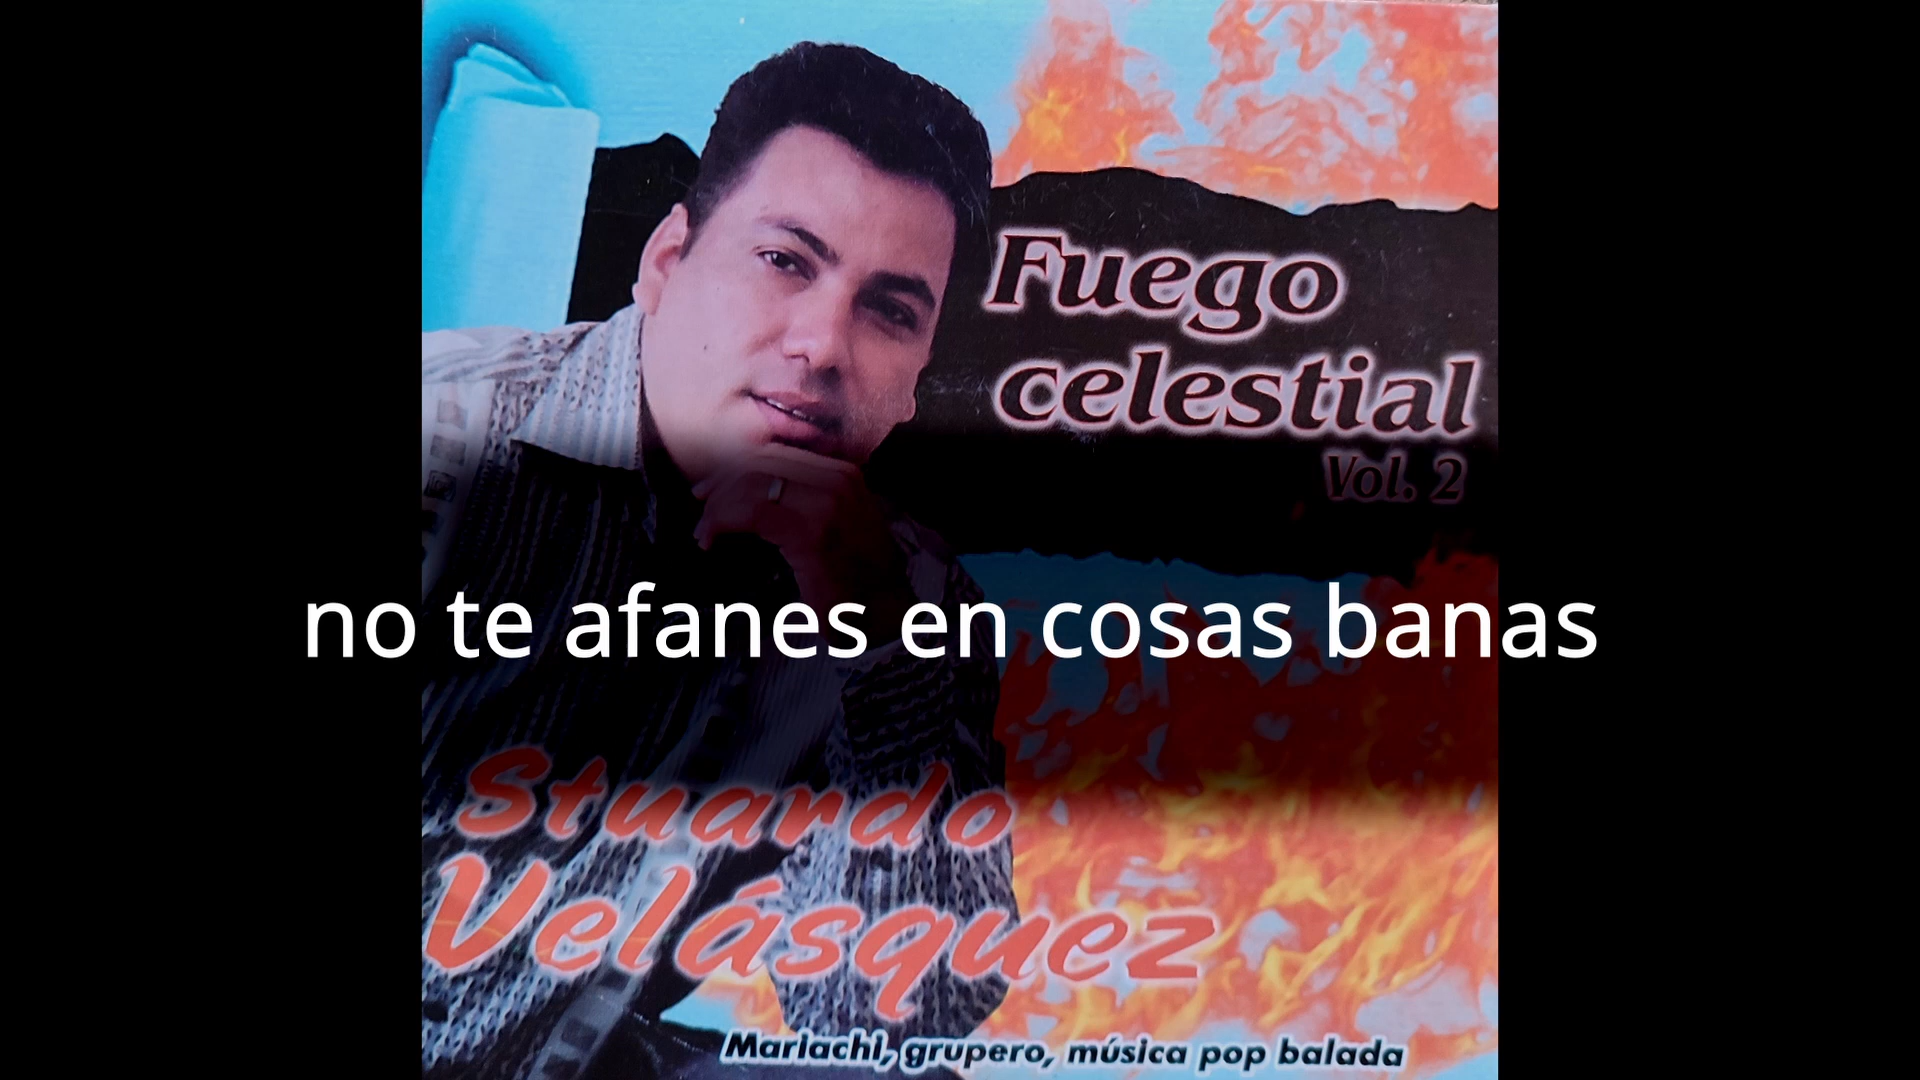 Fuego
celestial
Vol. 2
no te afanes en cosas banas
Stuardo
Velásquez
Mariachi, grupero, música pop balada